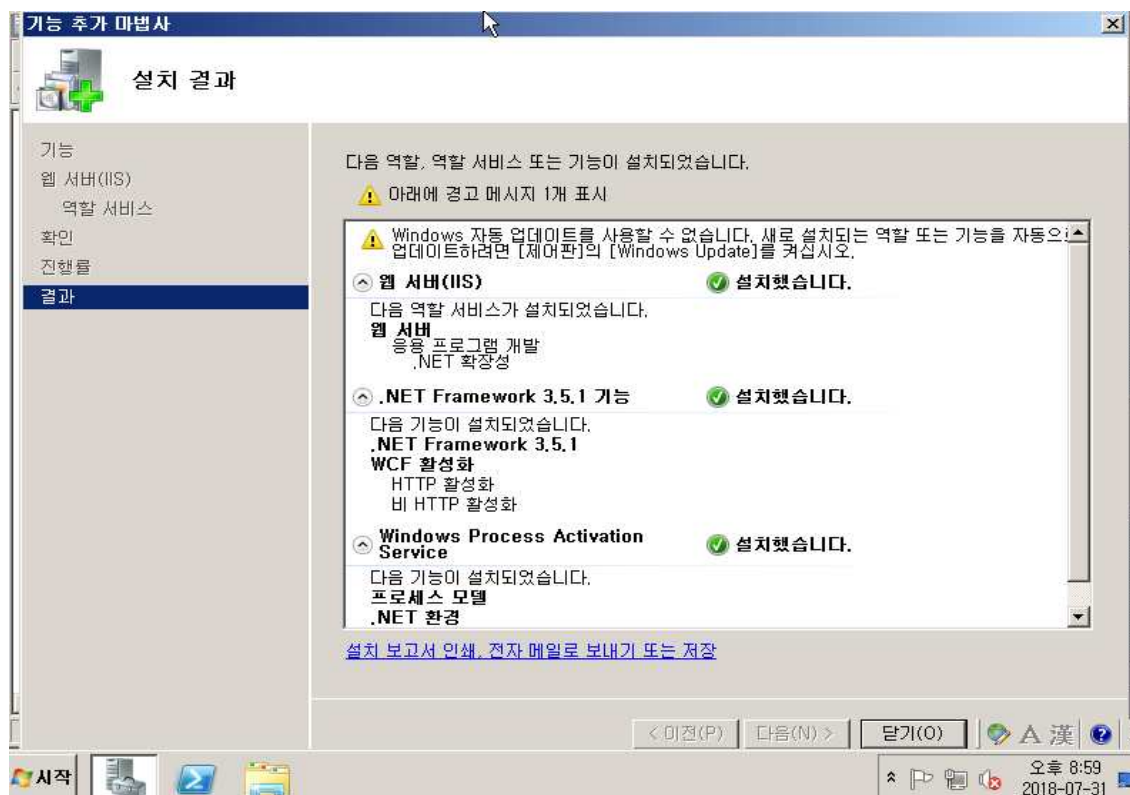 기능 추가 마법사
설치 결과
기능
웹 서버(IIS)
역할 서비스
확인
진행률
결과
다음 역할, 역할 서비스 또는 기능이 설치되었습니다.
아래에 경고 메시지 1개 표시
Windows 자동 업데이트를 사용할 수 없습니다. 새로 설치되는 역할 또는 기능을 자동으
업데이트하려면 [제어판]의 [Windows Update]를 켜십시오.
웹 서버(IIS) 설치했습니다.
다음 역할 서비스가 설치되었습니다.
웹 서버
응용 프로그램 개발
.NET 확장성
.NET Framework 3.5.1 기능 설치했습니다.
다음 기능이 설치되었습니다.
.NET Framework 3.5.1
WCF 활성화
HTTP 활성화
비 HTTP 활성화
Windows Process Activation
Service 설치했습니다.
다음 기능이 설치되었습니다.
프로세스 모델
.NET 환경
설치 보고서 인쇄, 전자 메일로 보내기 또는 저장
< 이전(P) 다음(N) > 닫기(O) A 漢
시작
오후 8:59
2018-07-31